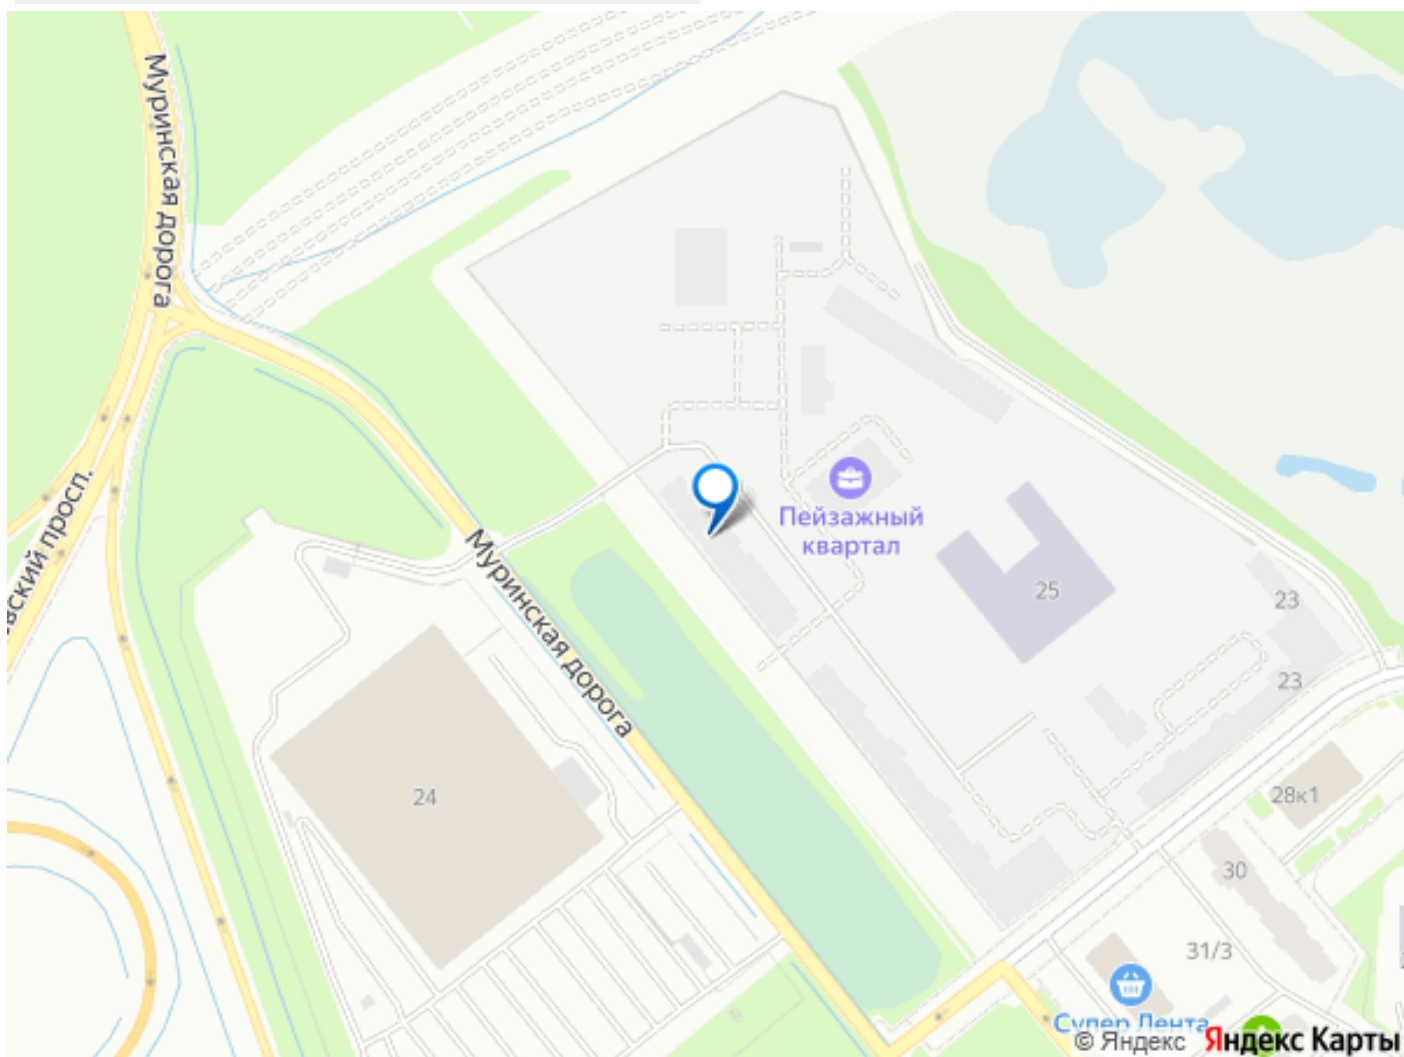 Муринская дорога
вский просп.
Муринская дорога
Пейзажный
квартал
25
23
23
24
28к1
30
31/3
Супер Лента
© Яндекс Яндекс Карты